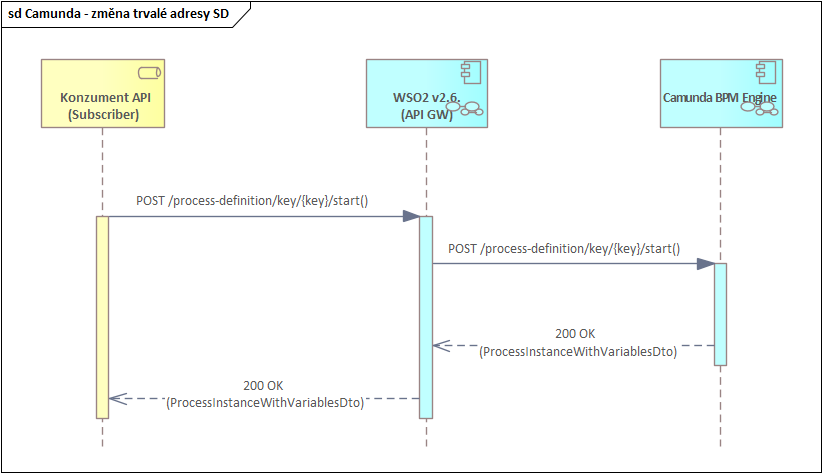 sd Camunda - změna trvalé adresy SD
Konzument API
(Subscriber)
WSO2 v2.6.
(API GW)
Camunda BPM Engine
POST /process-definition/key/{key}/start()
POST /process-definition/key/{key}/start()
200 OK
(ProcessInstanceWithVariablesDto)
200 OK
(ProcessInstanceWithVariablesDto)